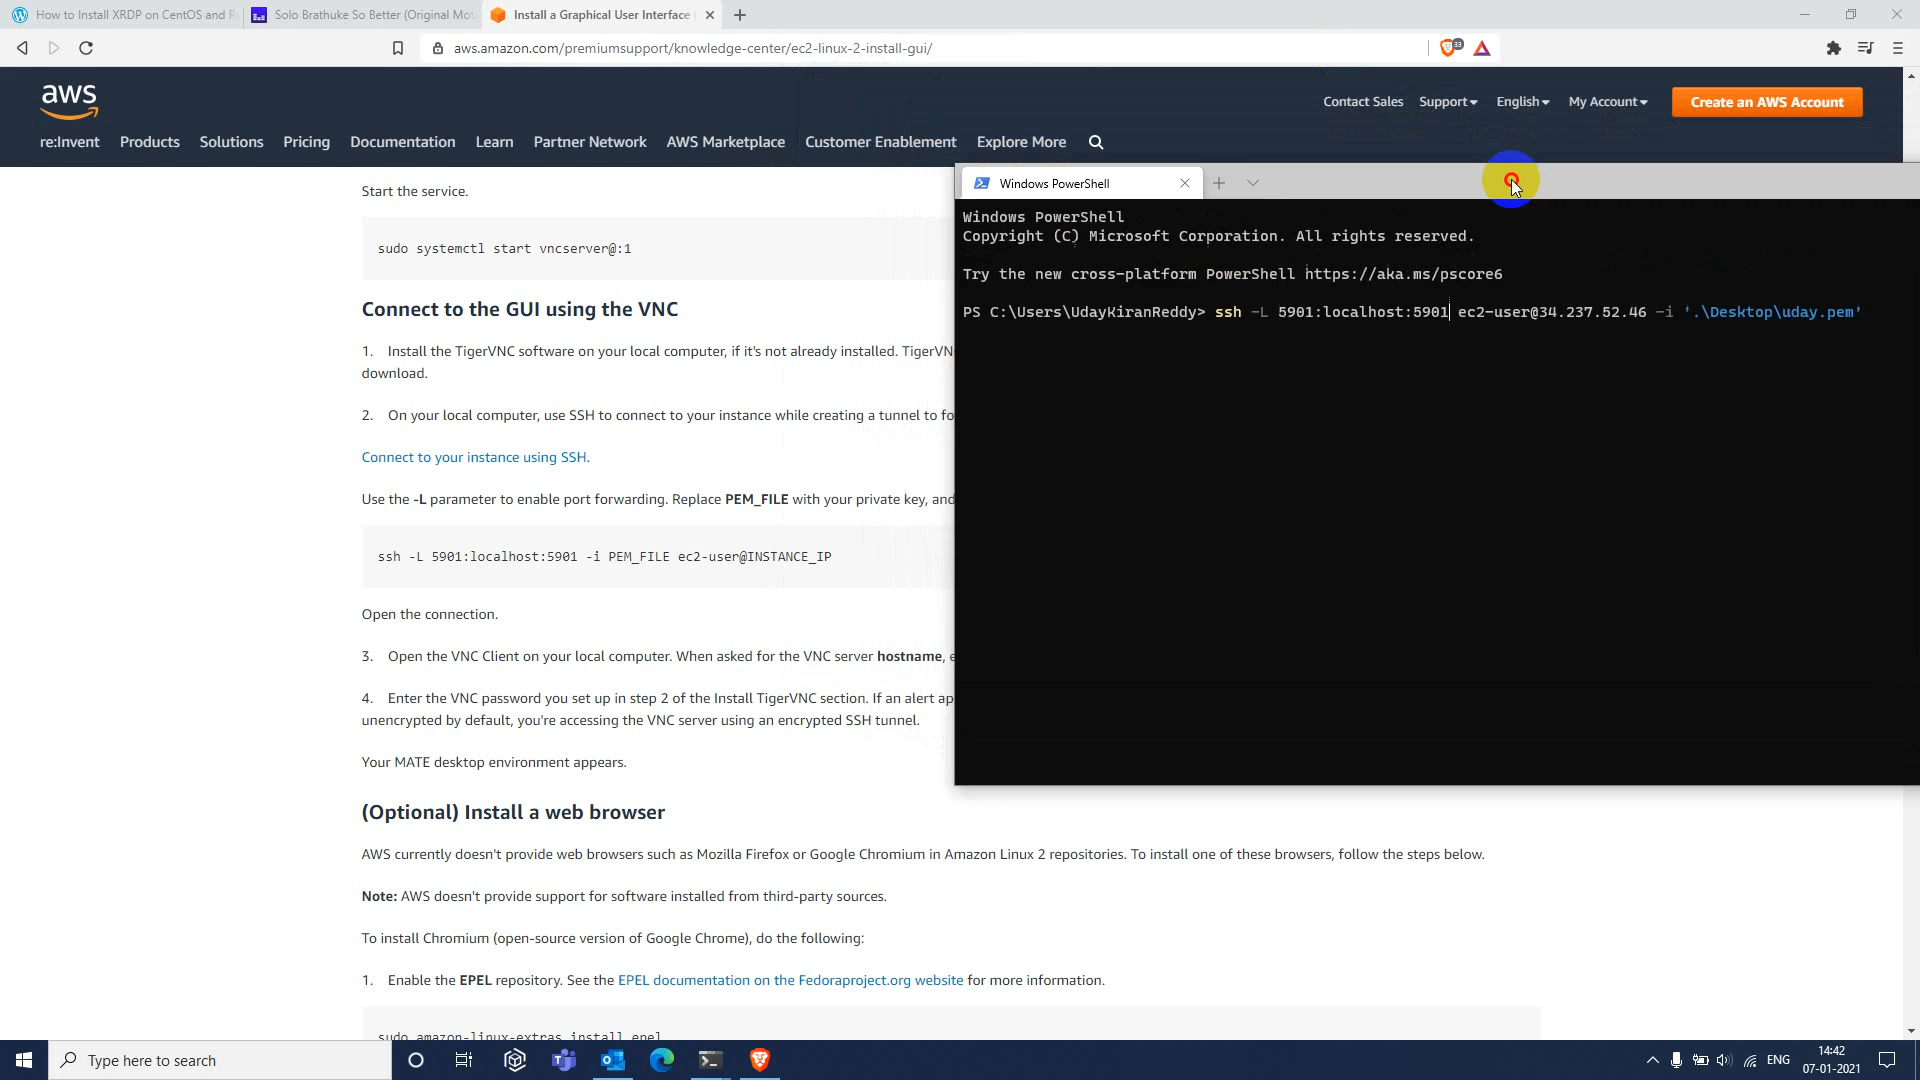 How to Install XRDP on CentOS and R
Solo Brathuke So Better (Original Mot
Install a Graphical User Interface
aws.amazon.com/premiumsupport/knowledge-center/ec2-linux-2-install-gui/
33
aws
Contact Sales Support English My Account Create an AWS Account
re:Invent Products Solutions Pricing Documentation Learn Partner Network AWS Marketplace Customer Enablement Explore More
Start the service.
sudo systemctl start vncserver@:1
Connect to the GUI using the VNC
1. Install the TigerVNC software on your local computer, if it's not already installed. TigerVN
download.
2. On your local computer, use SSH to connect to your instance while creating a tunnel to fo
Connect to your instance using SSH.
Use the -L parameter to enable port forwarding. Replace PEM_FILE with your private key, and
ssh -L 5901:localhost:5901 -i PEM_FILE ec2-user@INSTANCE_IP
Open the connection.
3. Open the VNC Client on your local computer. When asked for the VNC server hostname, e
4. Enter the VNC password you set up in step 2 of the Install TigerVNC section. If an alert ap
unencrypted by default, you're accessing the VNC server using an encrypted SSH tunnel.
Your MATE desktop environment appears.
(Optional) Install a web browser
AWS currently doesn't provide web browsers such as Mozilla Firefox or Google Chromium in Amazon Linux 2 repositories. To install one of these browsers, follow the steps below.
Note: AWS doesn't provide support for software installed from third-party sources.
To install Chromium (open-source version of Google Chrome), do the following:
1. Enable the EPEL repository. See the EPEL documentation on the Fedoraproject.org website for more information.
sudo amazon-linux-extras install epel
Windows PowerShell
Windows PowerShell
Copyright (C) Microsoft Corporation. All rights reserved.
Try the new cross-platform PowerShell https://aka.ms/pscore6
PS C:\Users\UdayKiranReddy> ssh -L 5901:localhost:5901 ec2-user@34.237.52.46 -i '.\Desktop\uday.pem'
Type here to search
ENG
14:42
07-01-2021